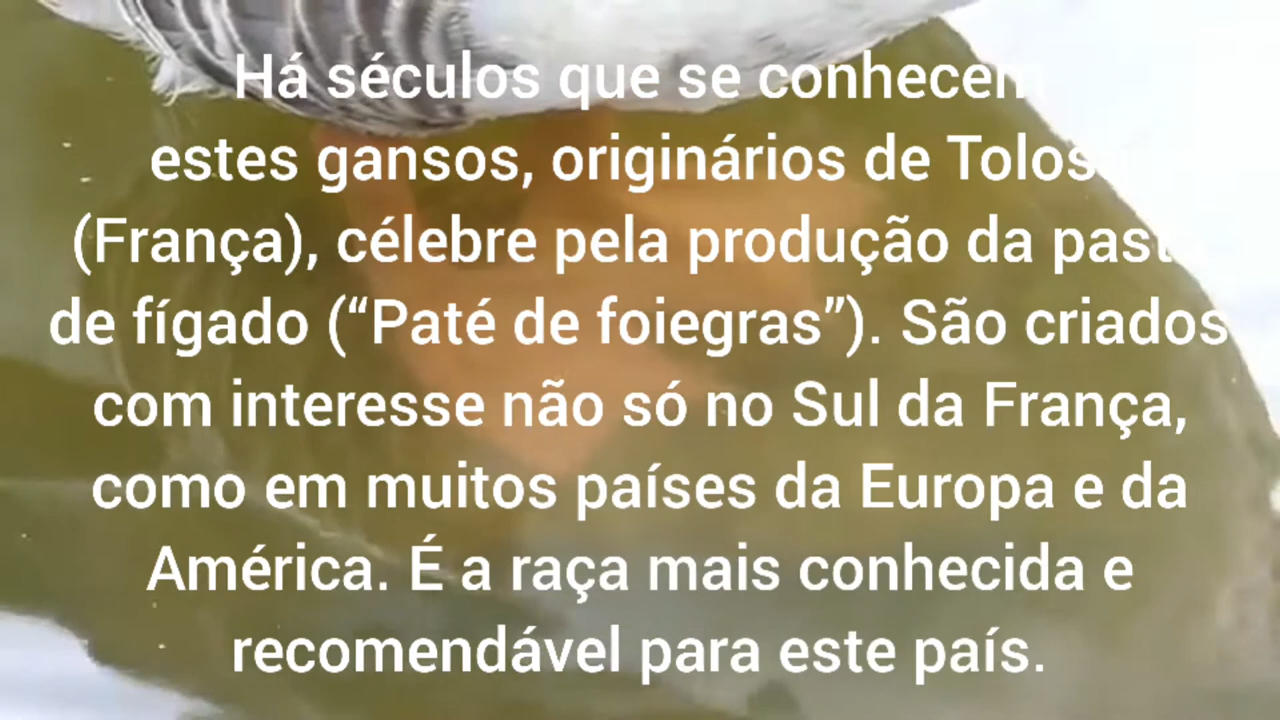 Há séculos que se conhecem
estes gansos, originários de Tolosa
(França), célebre pela produção da pasta
de fígado (“Paté de foiegras”). São criados
com interesse não só no Sul da França,
como em muitos países da Europa e da
América. É a raça mais conhecida e
recomendável para este país.